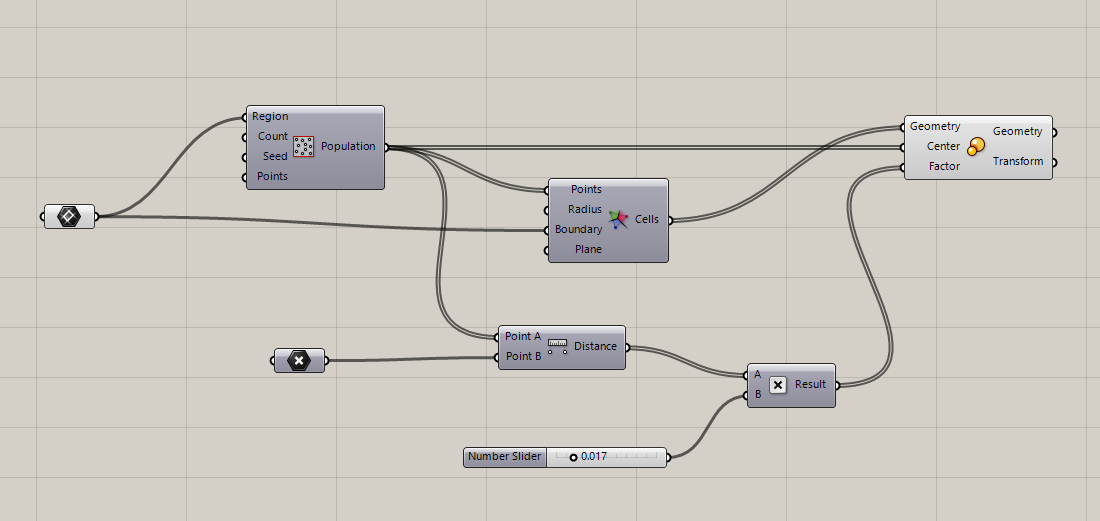 Region
Count
Seed
Points
Population
Points
Radius
Boundary
Plane
Cells
Geometry
Center
Factor
Geometry
Transform
Point A
Point B
Distance
A
B
Result
Number Slider
0.017